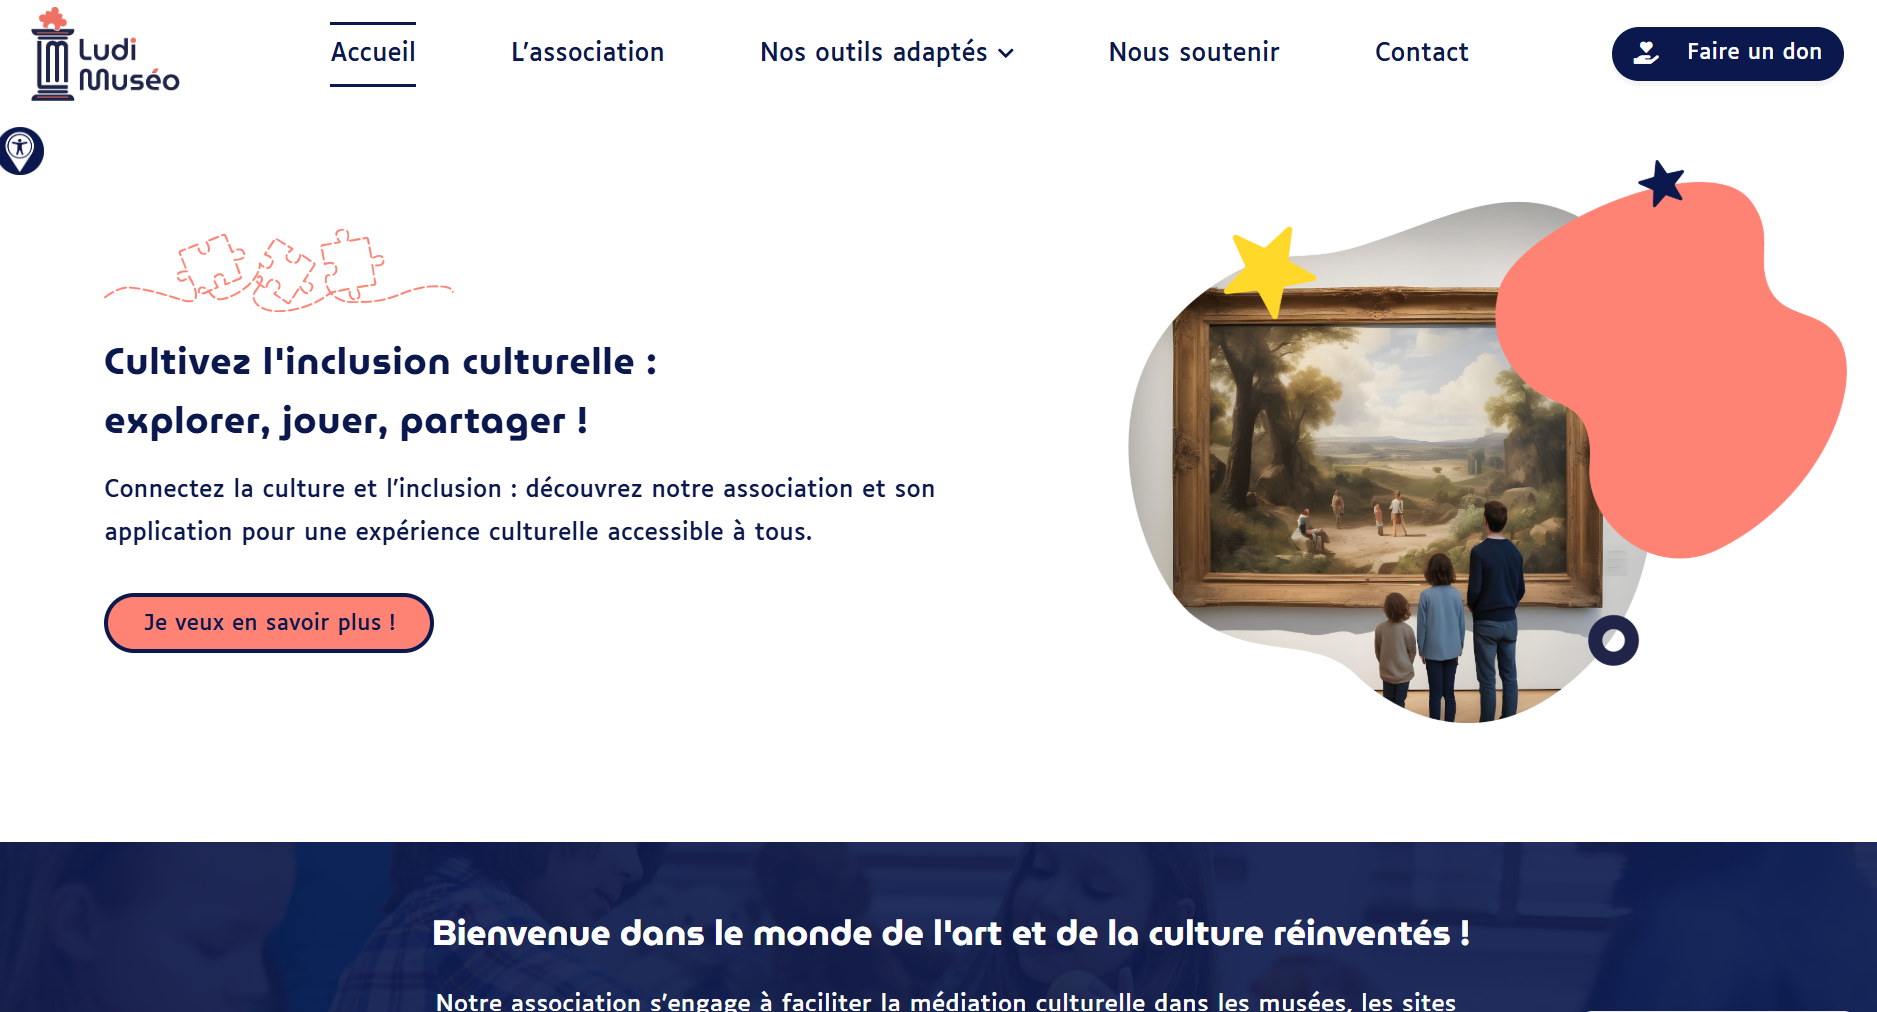 Ludi
Muséo
Accueil
L'association
Nos outils adaptés
Nous soutenir
Contact
Faire un don
Cultivez l'inclusion culturelle :
explorer, jouer, partager !
Connectez la culture et l'inclusion : découvrez notre association et son
application pour une expérience culturelle accessible à tous.
Je veux en savoir plus !
Bienvenue dans le monde de l'art et de la culture réinventés !
Notre association s'engage à faciliter la médiation culturelle dans les musées, les sites